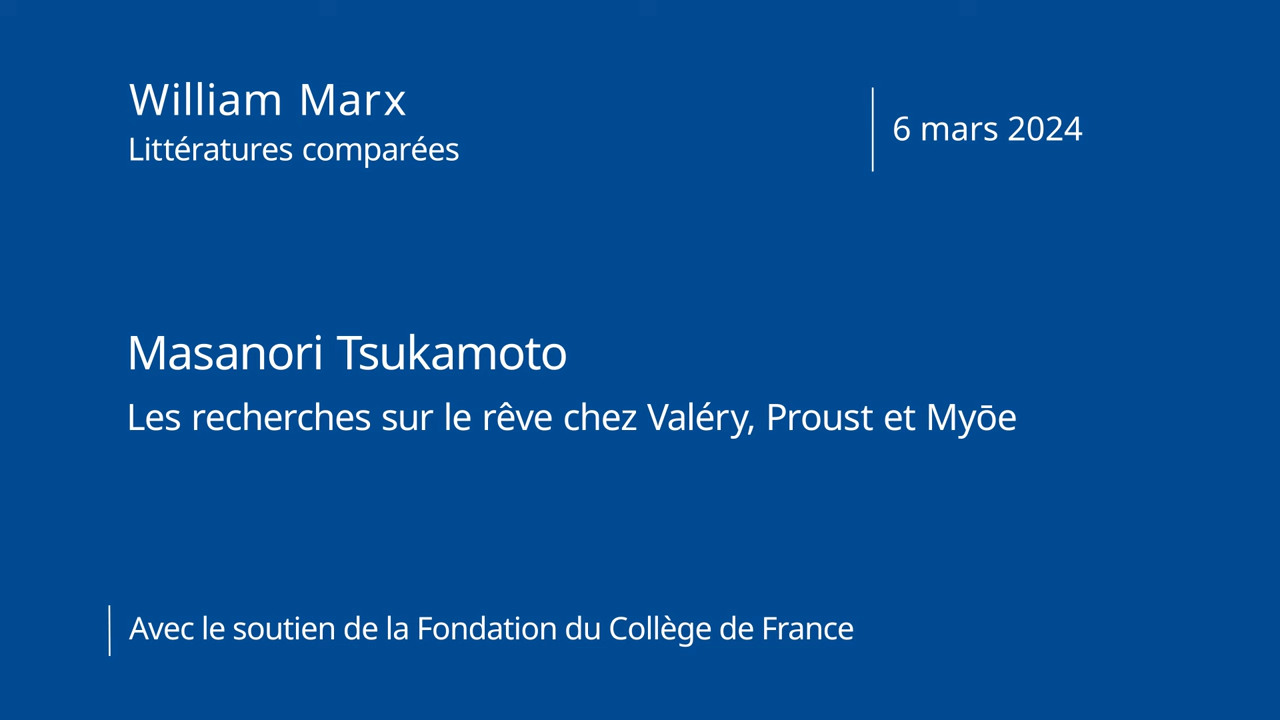 William Marx
Littératures comparées
6 mars 2024
Masanori Tsukamoto
Les recherches sur le rêve chez Valéry, Proust et Myōe
Avec le soutien de la Fondation du Collège de France